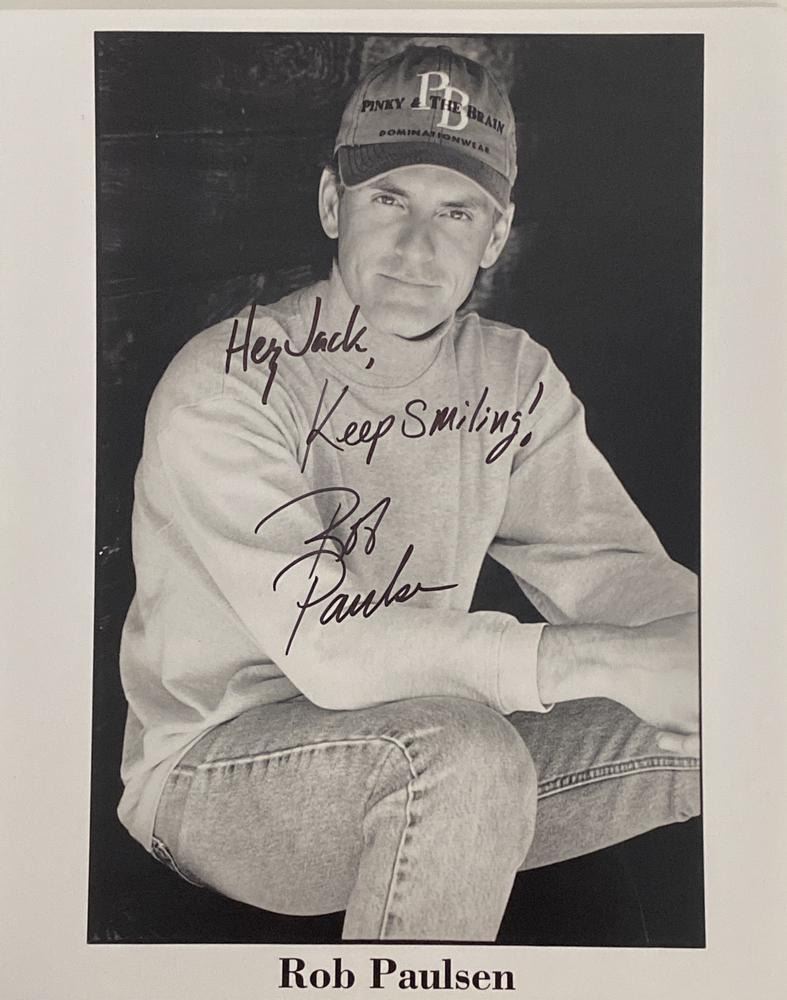 PB
PINKY & THE BRAIN
DOMINATIONWEAR
Hey Jack,
Keep Smiling!
Rob
Paulsen
Rob Paulsen